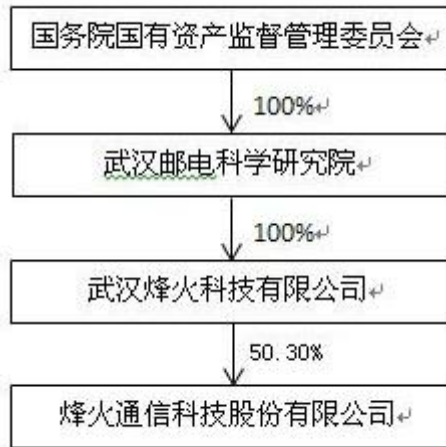 国务院国有资产监督管理委员会↵
100%↵
武汉邮电科学研究院↵
100%↵
武汉烽火科技有限公司↵
50.30%
烽火通信科技股份有限公司↵